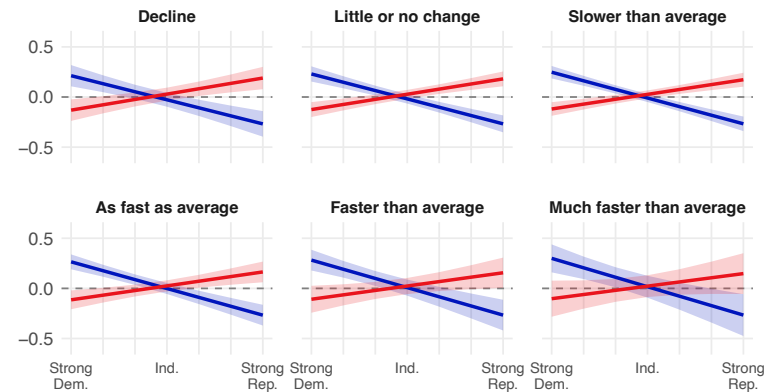 Decline Little or no change Slower than average
0.5
0.0
−0.5
As fast as average Faster than average Much faster than average
0.5
0.0
−0.5
Strong Dem. Ind. Strong Rep. Strong Dem. Ind. Strong Rep. Strong Dem. Ind. Strong Rep.